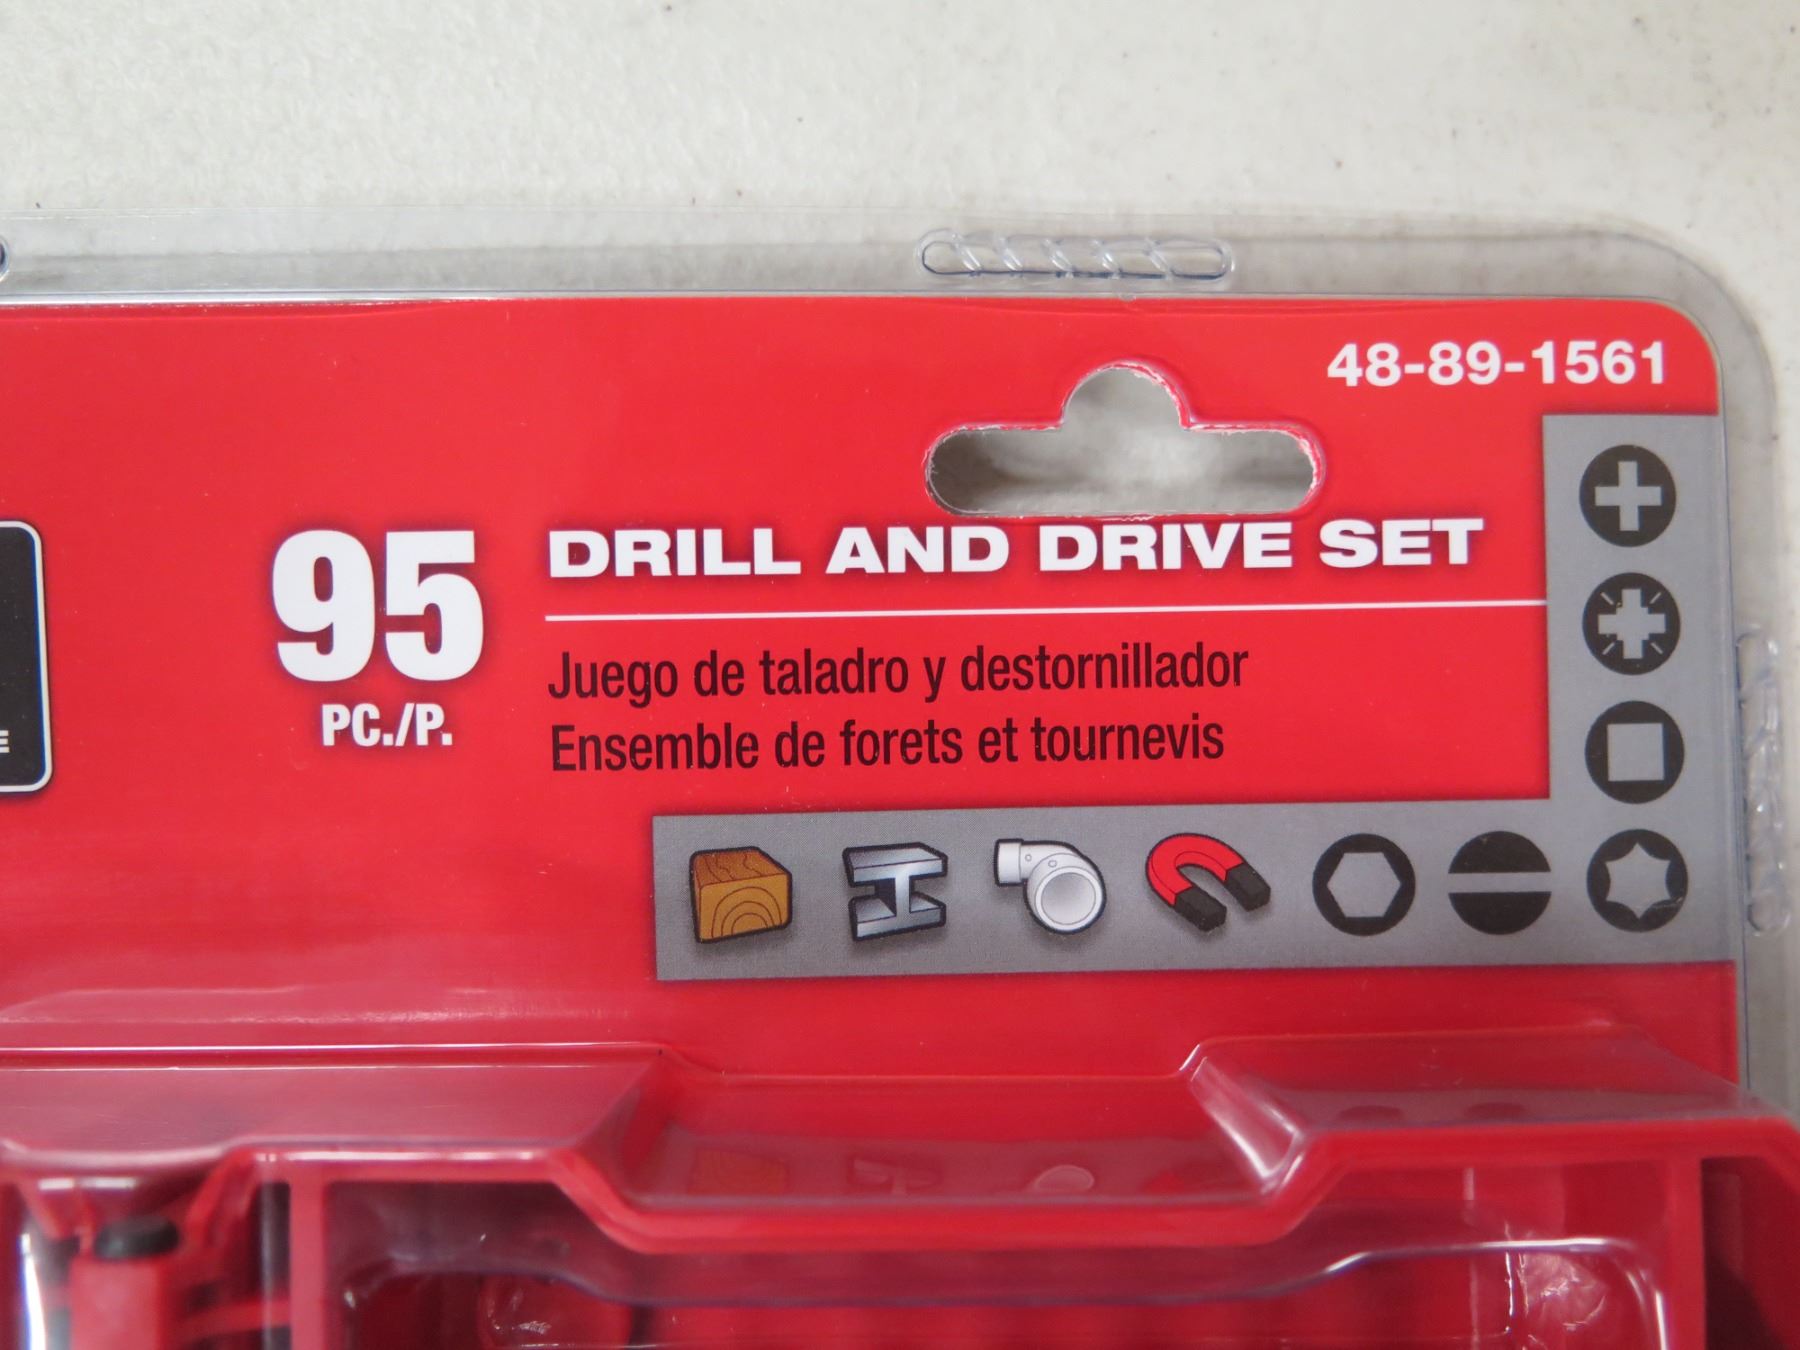 48-89-1561
95
PC./P.
DRILL AND DRIVE SET
Juego de taladro y destornillador
Ensemble de forets et tournevis
E